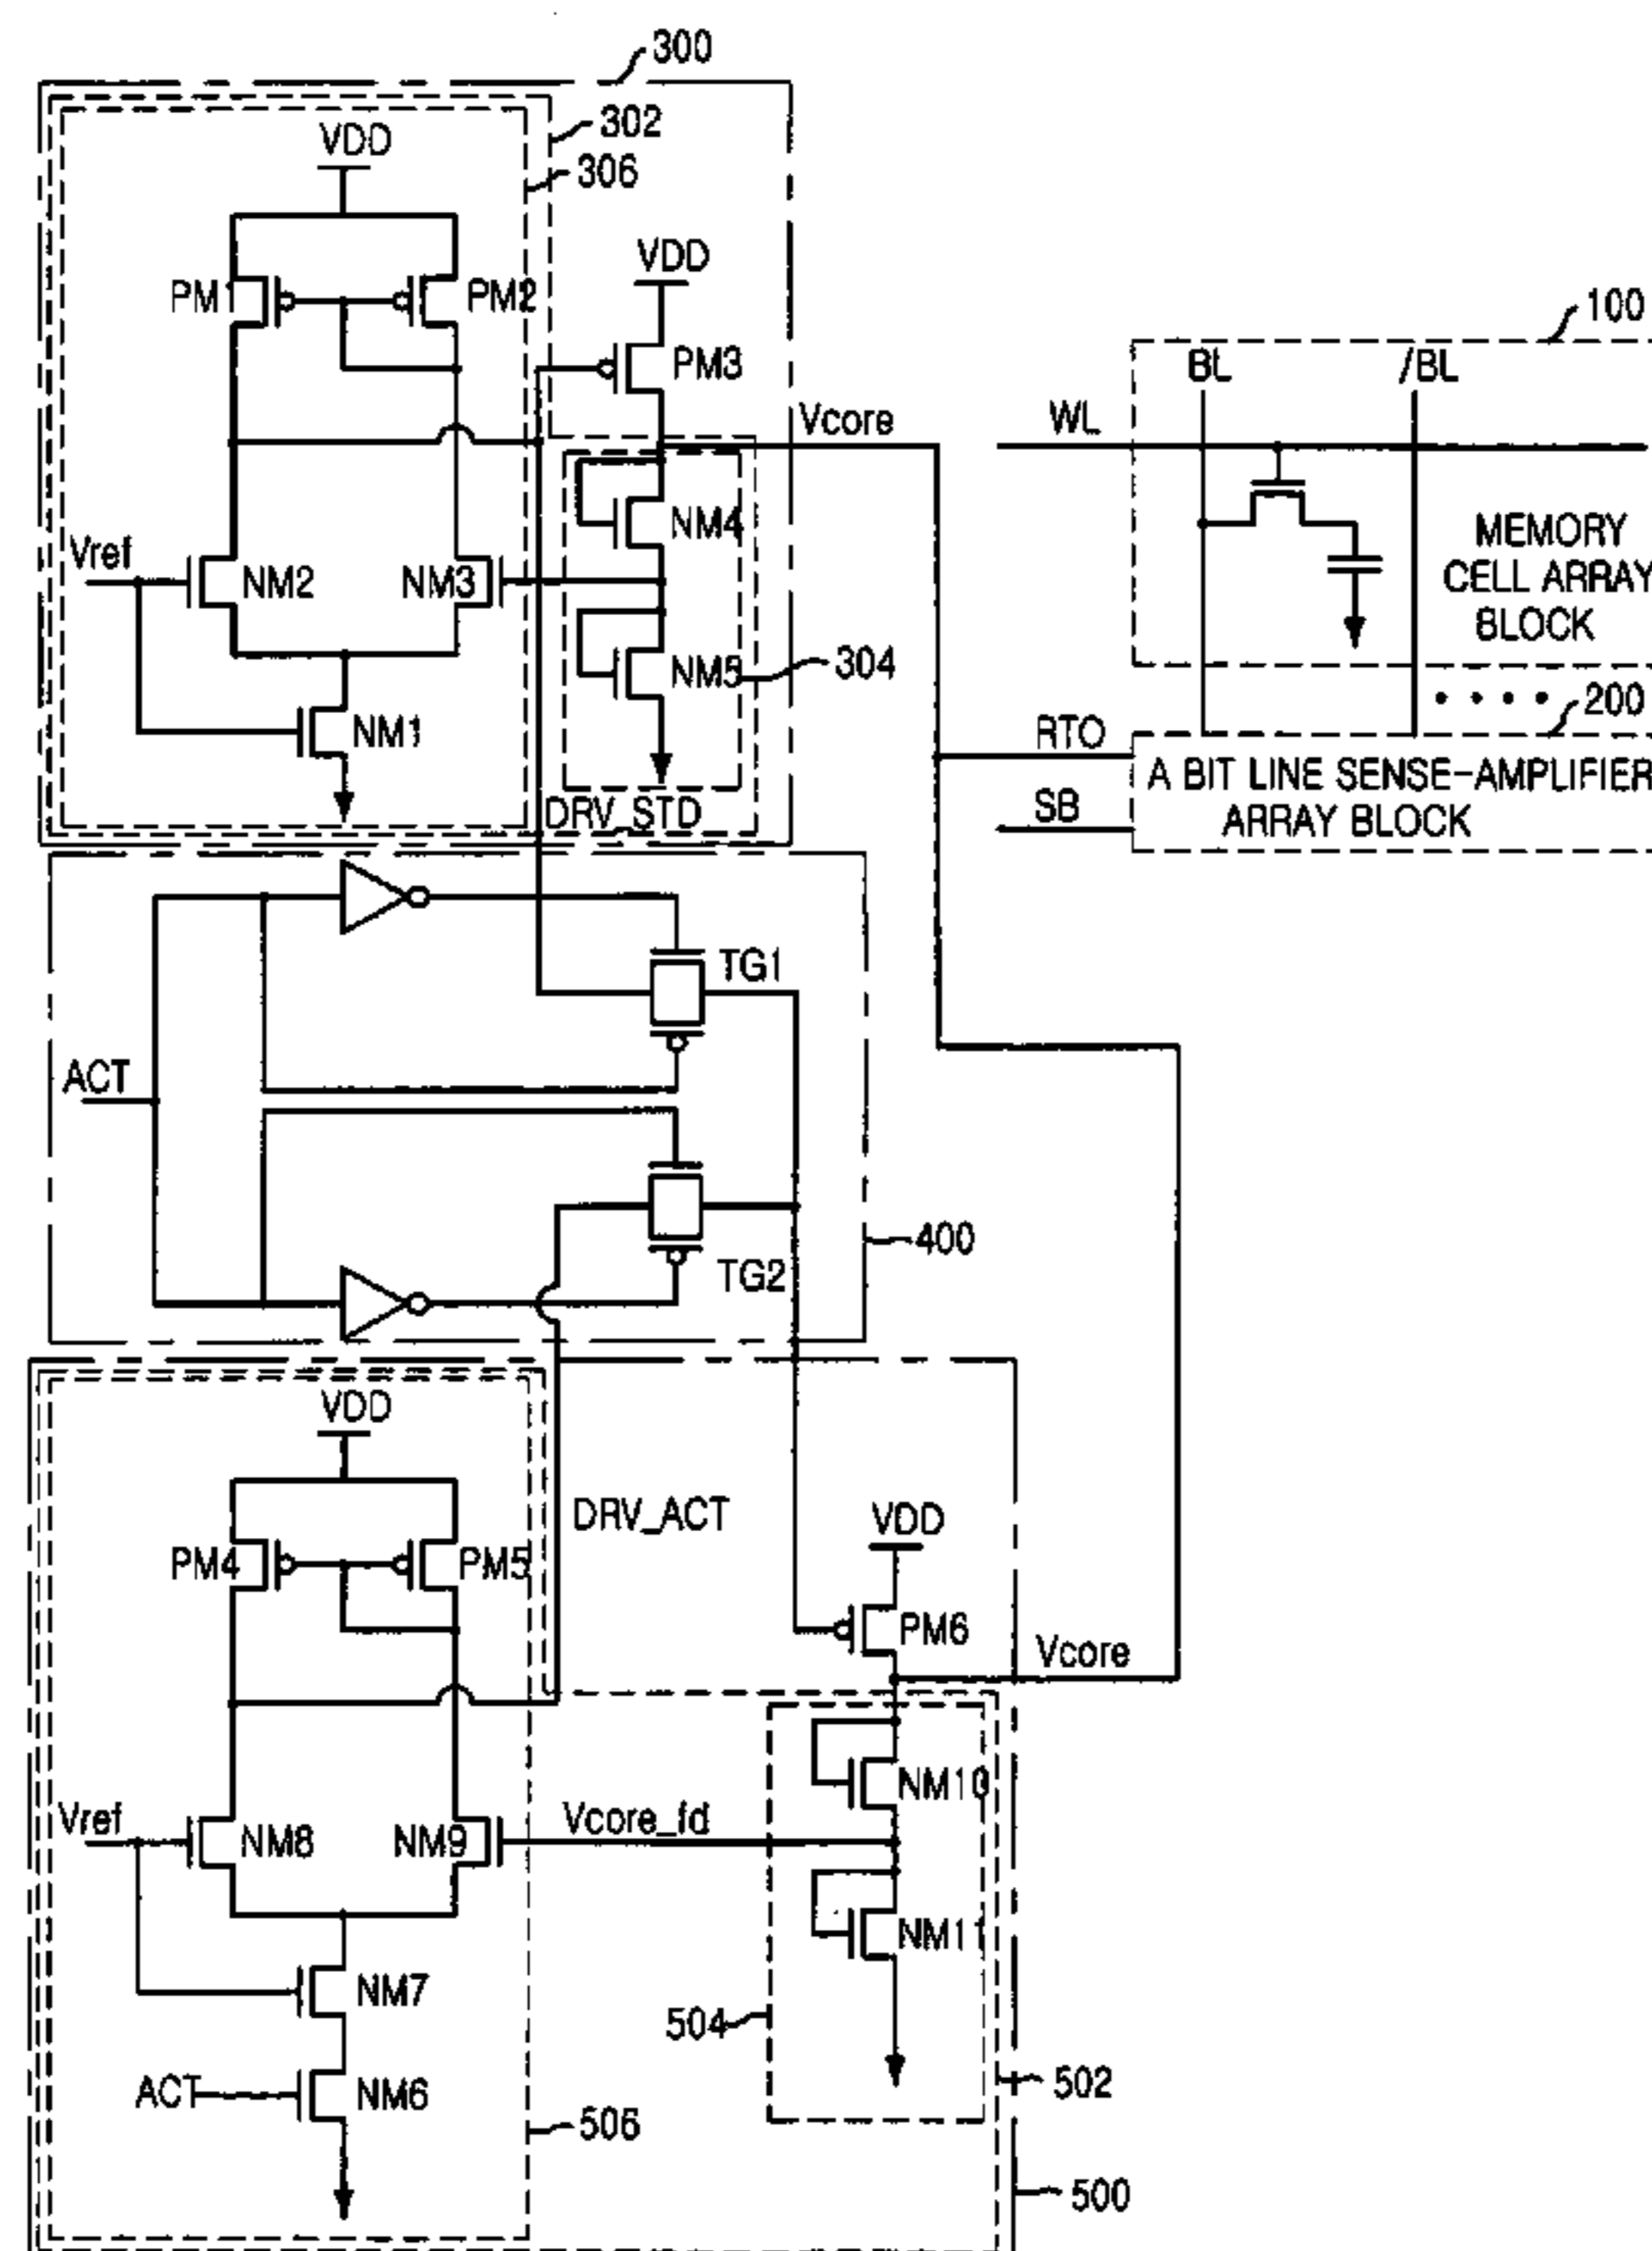 300
302
306
VDD
PM1
PM2
VDD
PM3
Vcore
Vref
NM2
NM3
NM4
NM5
304
NM1
DRV_STD
100
BL
/BL
WL
MEMORY
CELL ARRAY
BLOCK
200
RTO
A BIT LINE SENSE-AMPLIFIER
SB
ARRAY BLOCK
TG1
ACT
TG2
400
VDD
DRV_ACT
VDD
PM4
PM5
PM6
Vcore
NM10
Vref
NM8
NM9
Vcore_fd
NM11
NM7
504
ACT
NM6
502
506
500